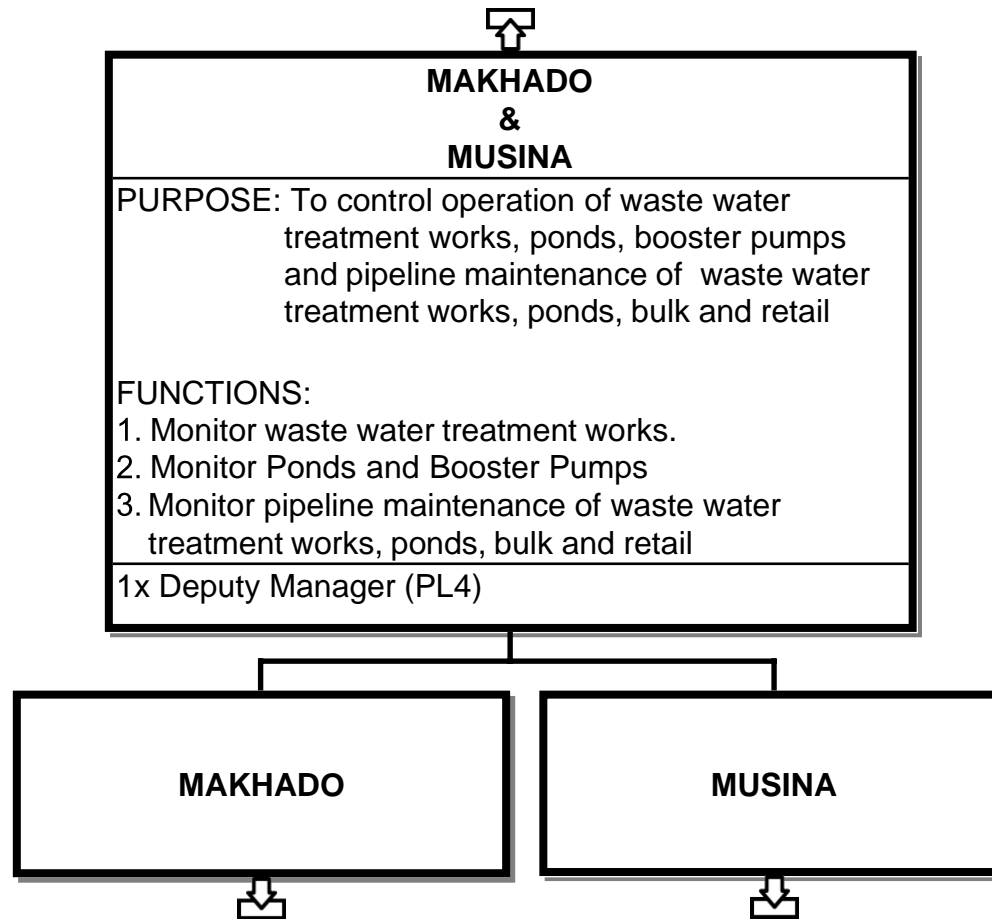 MAKHADO
&
MUSINA
PURPOSE: To control operation of waste water
treatment works, ponds, booster pumps
and pipeline maintenance of waste water
treatment works, ponds, bulk and retail
FUNCTIONS:
1. Monitor waste water treatment works.
2. Monitor Ponds and Booster Pumps
3. Monitor pipeline maintenance of waste water
treatment works, ponds, bulk and retail
1x Deputy Manager (PL4)
MAKHADO
MUSINA